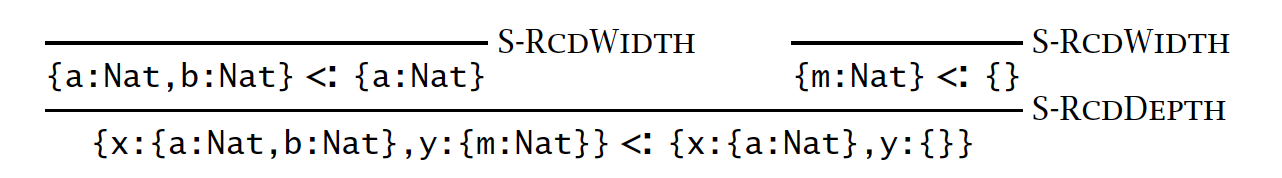 S-RCDWIDTH S-RCDWIDTH
{a:Nat,b:Nat} <: {a:Nat} {m:Nat} <: {}
S-RCDDEPTH
{x:{a:Nat,b:Nat},y:{m:Nat}} <: {x:{a:Nat},y:{}}